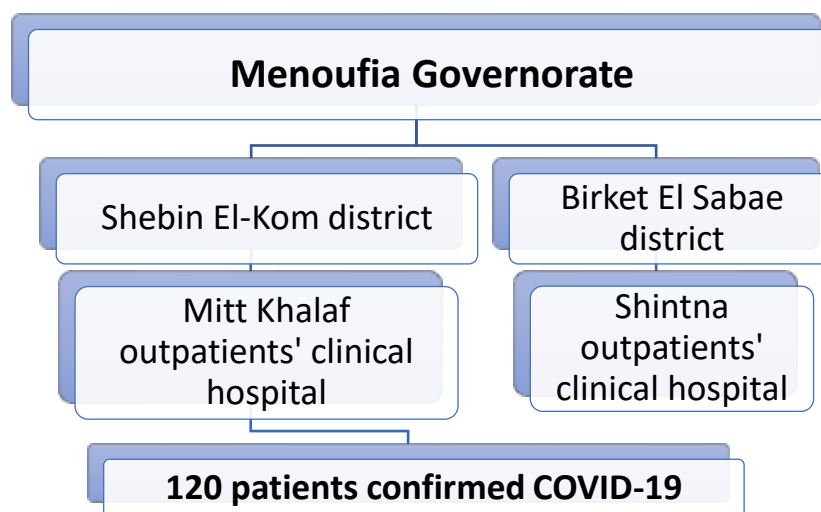 Menoufia Governorate
Shebin El-Kom district
Birket El Sabae
district
Mitt Khalaf
outpatients' clinical
hospital
Shintna
outpatients'
clinical hospital
120 patients confirmed COVID-19